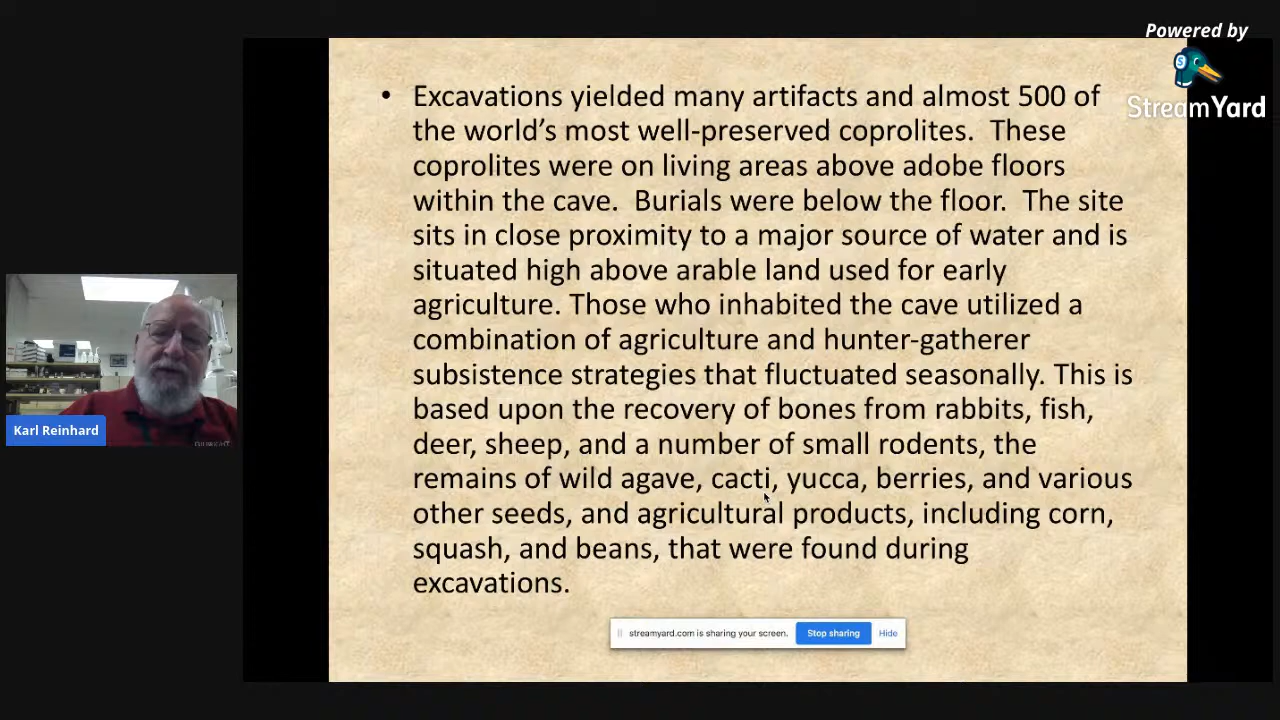 Powered by
StreamYard
• Excavations yielded many artifacts and almost 500 of
the world’s most well-preserved coprolites.  These
coprolites were on living areas above adobe floors
within the cave.  Burials were below the floor.  The site
sits in close proximity to a major source of water and is
situated high above arable land used for early
agriculture. Those who inhabited the cave utilized a
combination of agriculture and hunter-gatherer
subsistence strategies that fluctuated seasonally. This is
based upon the recovery of bones from rabbits, fish,
deer, sheep, and a number of small rodents, the
remains of wild agave, cacti, yucca, berries, and various
other seeds, and agricultural products, including corn,
squash, and beans, that were found during
excavations.
Karl Reinhard
streamyard.com is sharing your screen.
Stop sharing
Hide